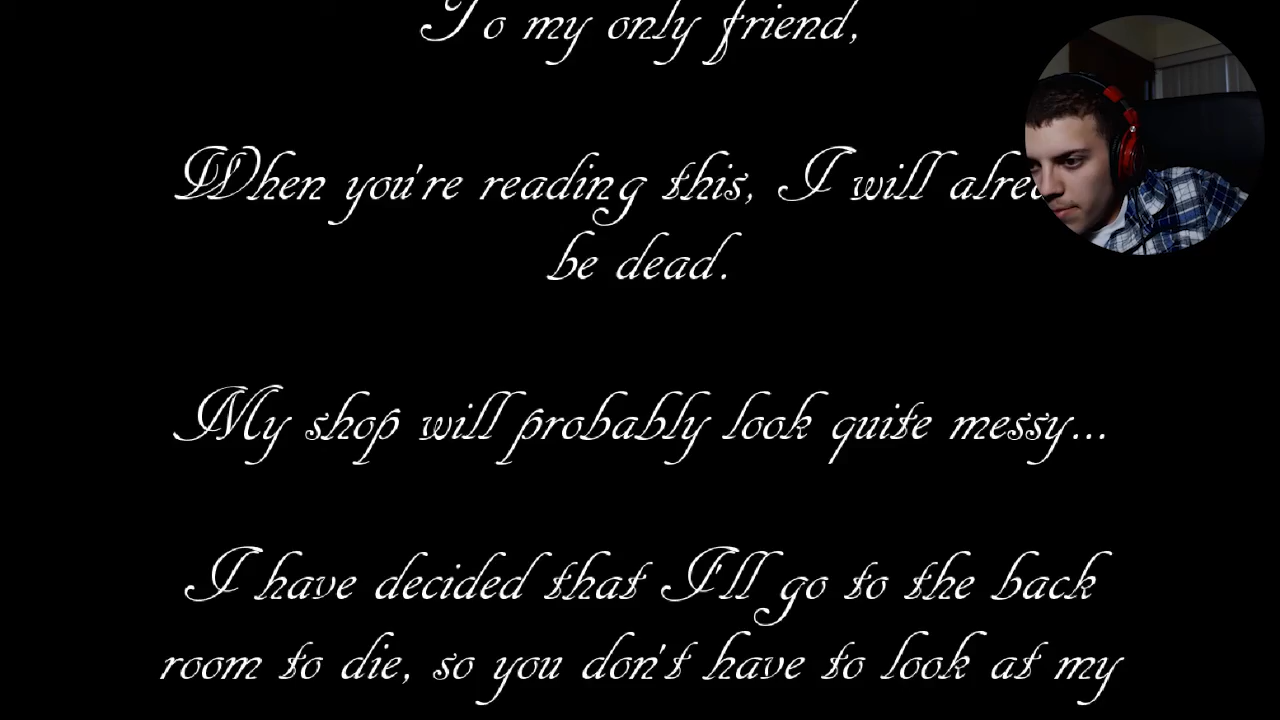 To my only friend,
When you're reading this, I will
be dead.
My shop will probably look quite messy...
I have decided that I'll go to the back
room to die, so you don't have to look at my